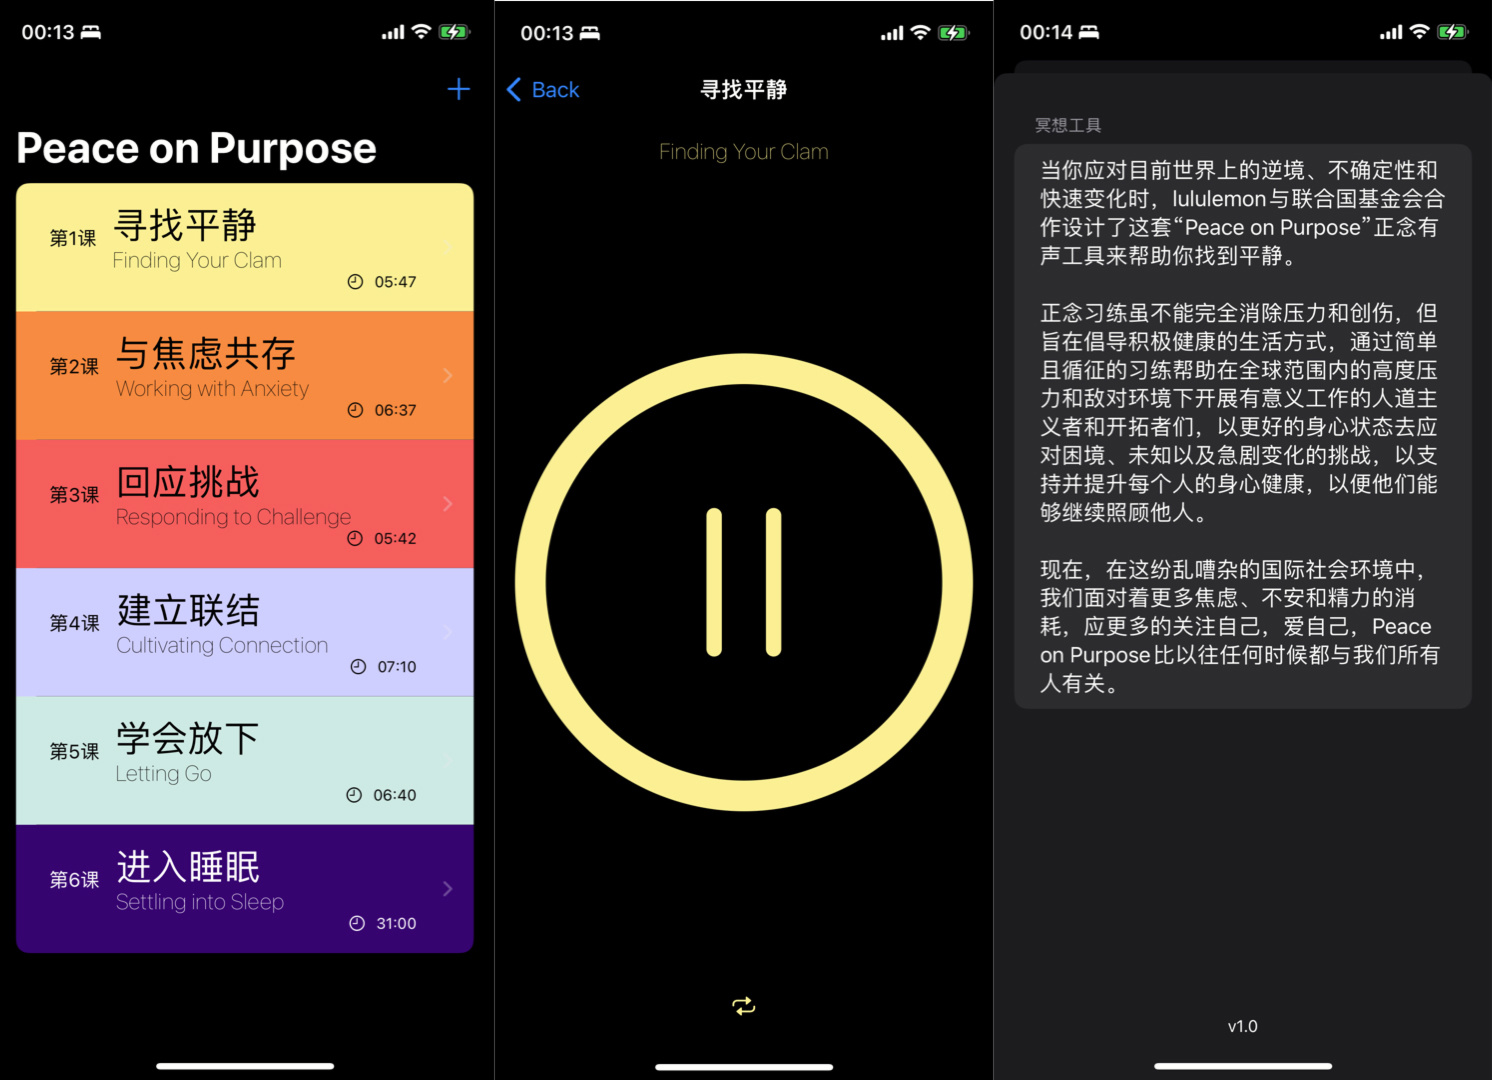 00:13
Peace on Purpose
第1课
寻找平静
Finding Your Clam
05:47
第2课
与焦虑共存
Working with Anxiety
06:37
第3课
回应挑战
Responding to Challenge
05:42
第4课
建立联结
Cultivating Connection
07:10
第5课
学会放下
Letting Go
06:40
第6课
进入睡眠
Settling into Sleep
31:00
00:13
Back
寻找平静
Finding Your Clam
00:14
冥想工具
当你应对目前世界上的逆境、不确定性和
快速变化时，lululemon与联合国基金会合
作设计了这套“Peace on Purpose”正念有
声工具来帮助你找到平静。
正念习练虽不能完全消除压力和创伤，但
旨在倡导积极健康的生活方式，通过简单
且循征的习练帮助在全球范围内的高度压
力和敌对环境下开展有意义工作的人道主
义者和开拓者们，以更好的身心状态去应
对困境、未知以及急剧变化的挑战，以支
持并提升每个人的身心健康，以便他们能
够继续照顾他人。
现在，在这纷乱嘈杂的国际社会环境中，
我们面对着更多焦虑、不安和精力的消
耗，应更多的关注自己，爱自己，Peace
on Purpose比以往任何时候都与我们所有
人有关。
v1.0